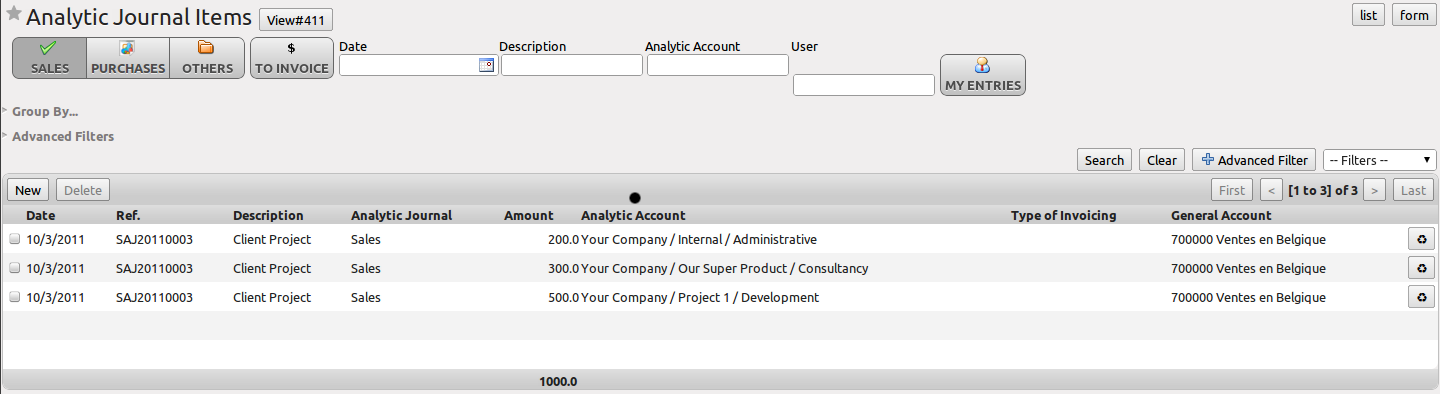 Analytic Journal Items View#411 list form
Date Description Analytic Account User
SALES PURCHASES OTHERS $ TO INVOICE MY ENTRIES
Group By...
Advanced Filters
Search Clear Advanced Filter -- Filters --
New Delete First < [1 to 3] of 3 > Last
Date Ref. Description Analytic Journal Amount Analytic Account Type of Invoicing General Account
10/3/2011 SAJ20110003 Client Project Sales 200.0 Your Company / Internal / Administrative 700000 Ventes en Belgique
10/3/2011 SAJ20110003 Client Project Sales 300.0 Your Company / Our Super Product / Consultancy 700000 Ventes en Belgique
10/3/2011 SAJ20110003 Client Project Sales 500.0 Your Company / Project 1 / Development 700000 Ventes en Belgique
1000.0